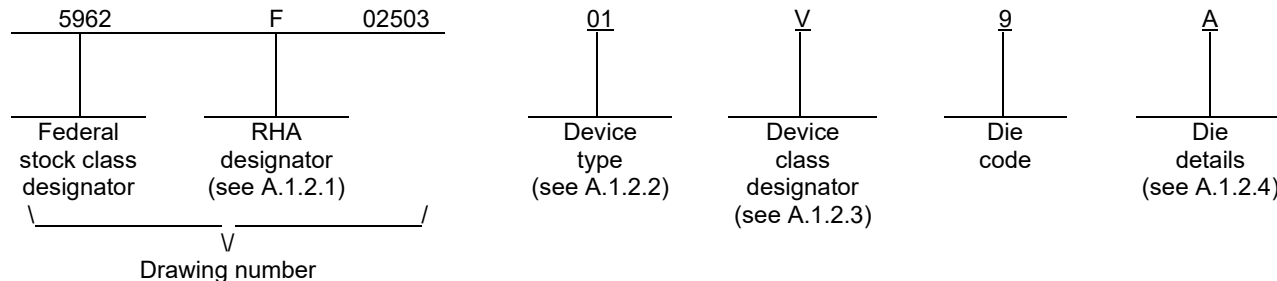 5962 F 02503 01 V 9 A
Federal stock class designator
RHA designator (see A.1.2.1)
Device type (see A.1.2.2)
Device class designator (see A.1.2.3)
Die code
Die details (see A.1.2.4)
\ /
\/
Drawing number